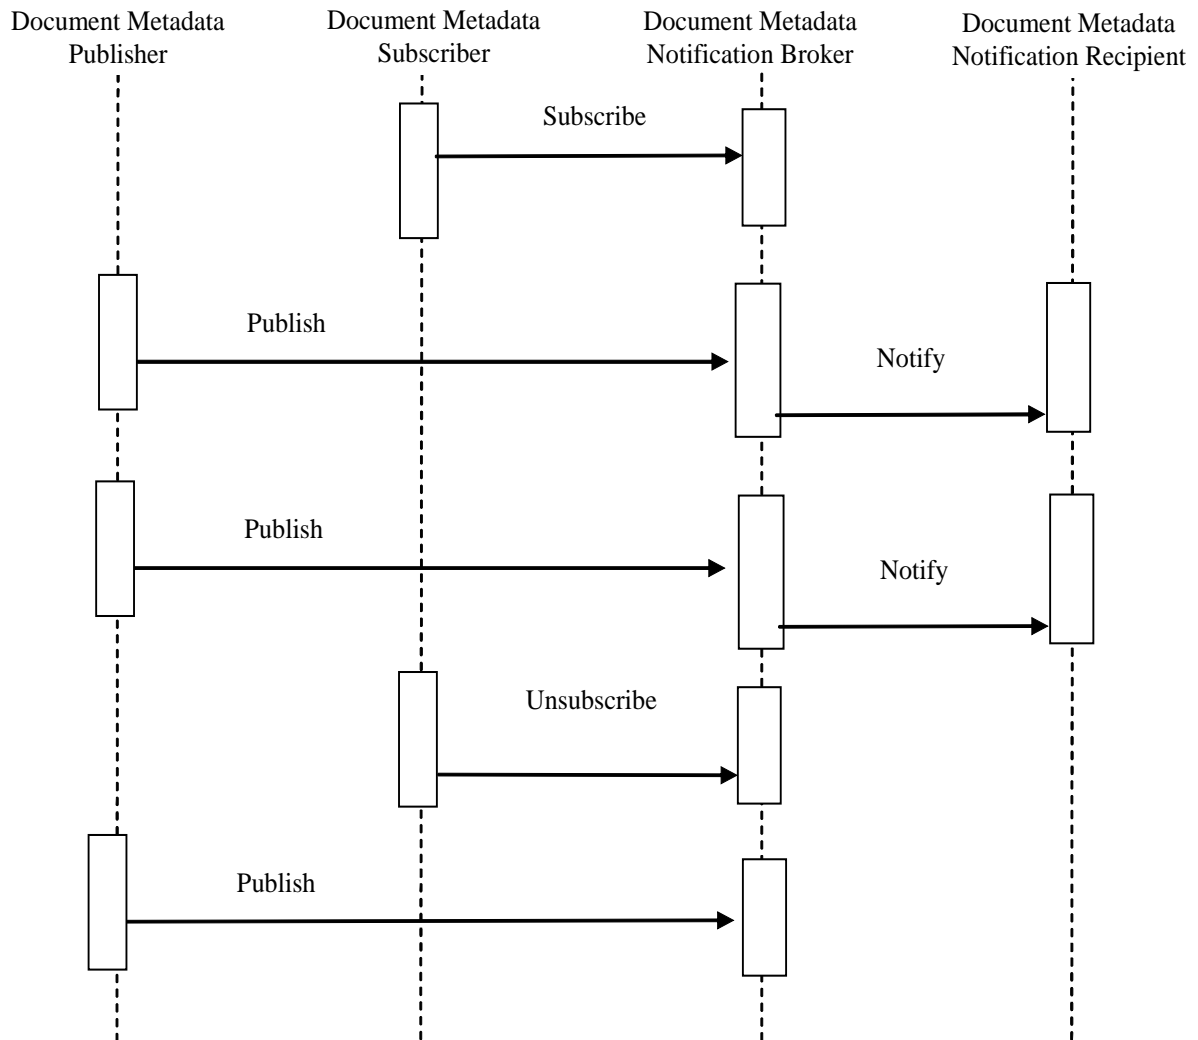 Document Metadata
Publisher
Document Metadata
Subscriber
Document Metadata
Notification Broker
Document Metadata
Notification Recipient
Subscribe
Publish
Notify
Publish
Notify
Unsubscribe
Publish